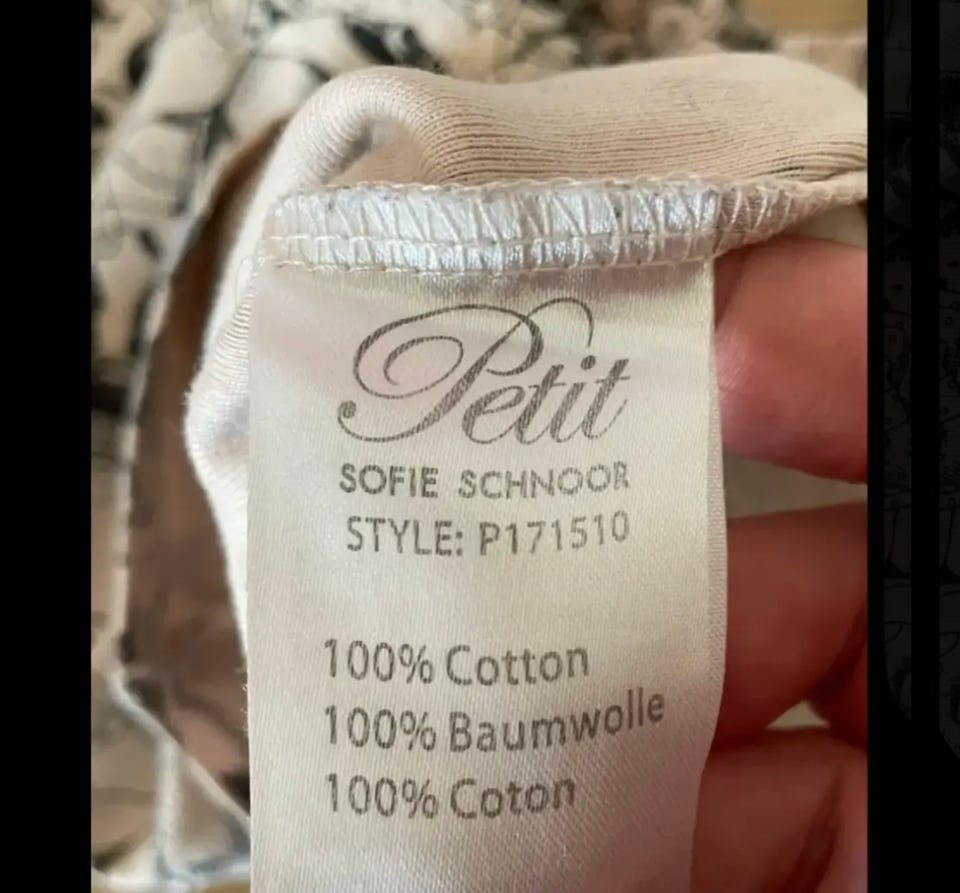 Petit
SOFIE SCHNOOR
STYLE: P171510
100% Cotton
100% Baumwolle
100% Coton